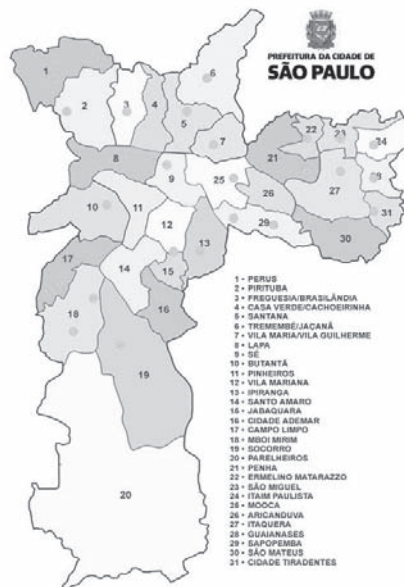 PREFEITURA DA CIDADE DE
SÃO PAULO
1
2
3
4
5
6
7
8
9
10
11
12
13
14
15
16
17
18
19
20
21
22
23
24
25
26
27
28
29
30
31
1 • PERUS
2 • PIRITUBA
3 • FREGUESIA/BRASILÂNDIA
4 • CASA VERDE/CACHOEIRINHA
5 • SANTANA
6 • TREMEMBÉ/JAÇANÃ
7 • VILA MARIA/VILA GUILHERME
8 • LAPA
9 • SÉ
10 • BUTANTÃ
11 • PINHEIROS
12 • VILA MARIANA
13 • IPIRANGA
14 • SANTO AMARO
15 • JABAQUARA
16 • CIDADE ADEMAR
17 • CAMPO LIMPO
18 • MBOI MIRIM
19 • SOCORRO
20 • PARELHEIROS
21 • PENHA
22 • ERMELINO MATARAZZO
23 • SÃO MIGUEL
24 • ITAIM PAULISTA
25 • MOOCA
26 • ARICANDUVA
27 • ITAQUERA
28 • GUAIANASES
29 • SAPOPEMBA
30 • SÃO MATEUS
31 • CIDADE TIRADENTES